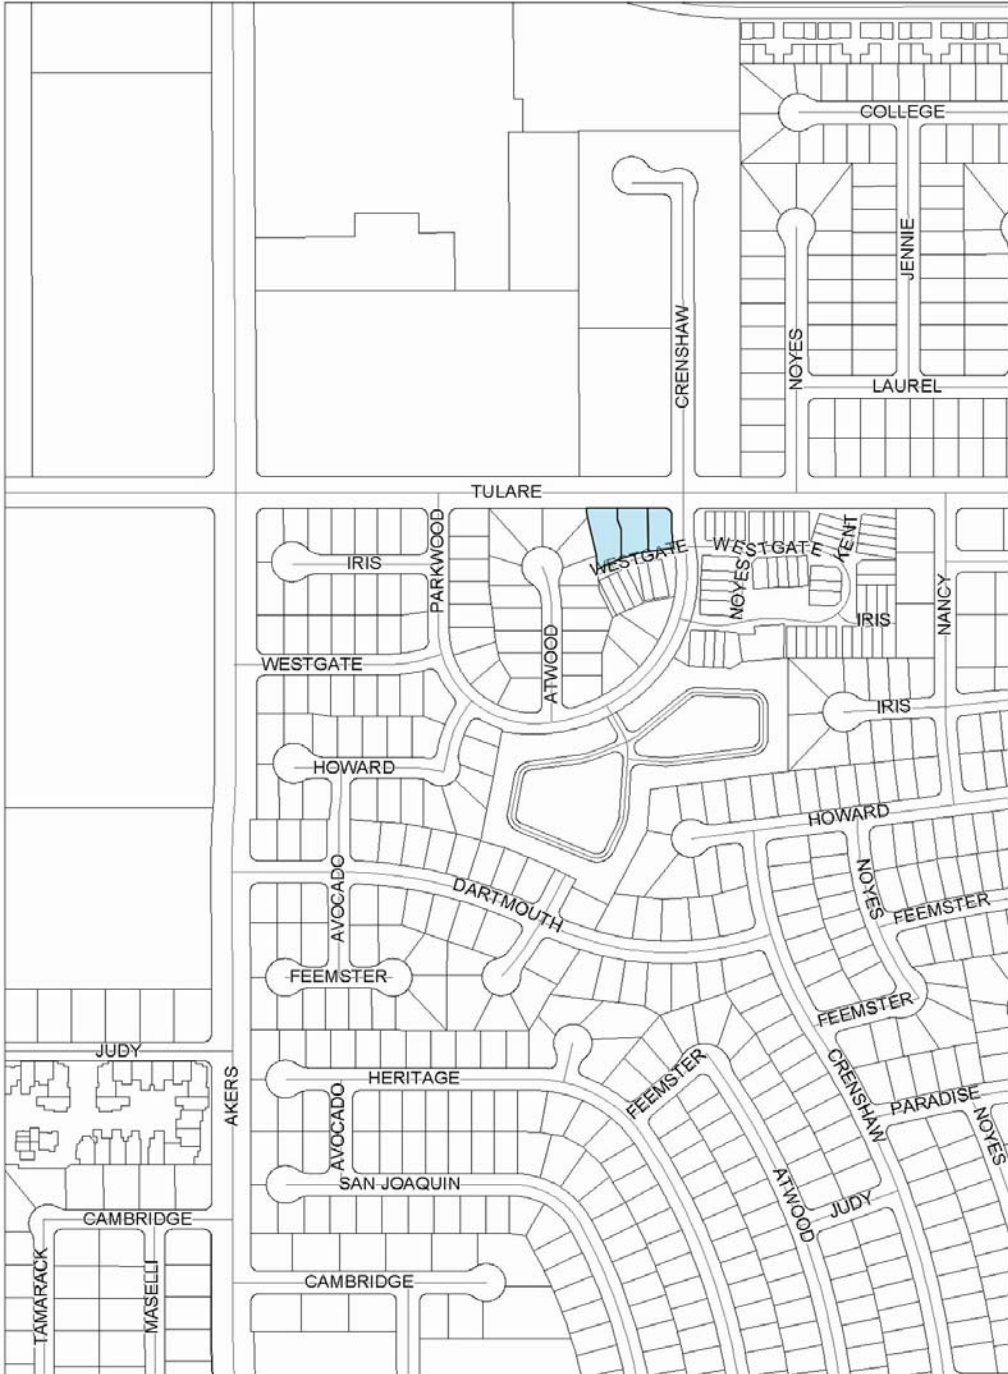 COLLEGE
JENNIE
CRENSHAW
NOYES
LAUREL
TULARE
PARKWOOD
IRIS
WESTGATE
WESTGATE
KENT
NOYES
NANCY
IRIS
ATWOOD
WESTGATE
IRIS
HOWARD
HOWARD
AVOCADO
DARTMOUTH
NOYES
FEEMSTER
FEEMSTER
FEEMSTER
JUDY
AKERS
HERITAGE
FEEMSTER
CRENSHAW
PARADISE
NOYES
AVOCADO
SAN JOAQUIN
ATWOOD
JUDY
CAMBRIDGE
TAMARACK
MASELLI
CAMBRIDGE